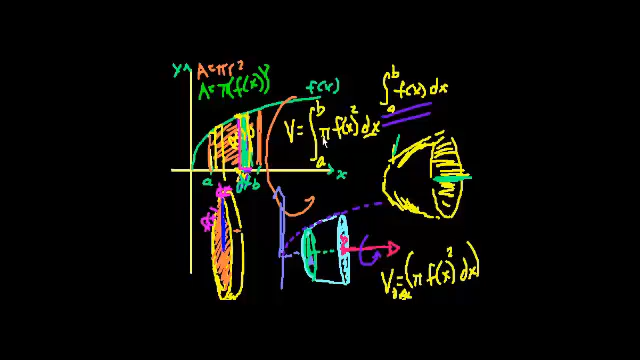 y
A = πr²
A = π(f(x))²
f(x)
∫ₐᵇ f(x) dx
V = ∫ₐᵇ π f(x)² dx
a
b
x
V = (π f(x)² dx)